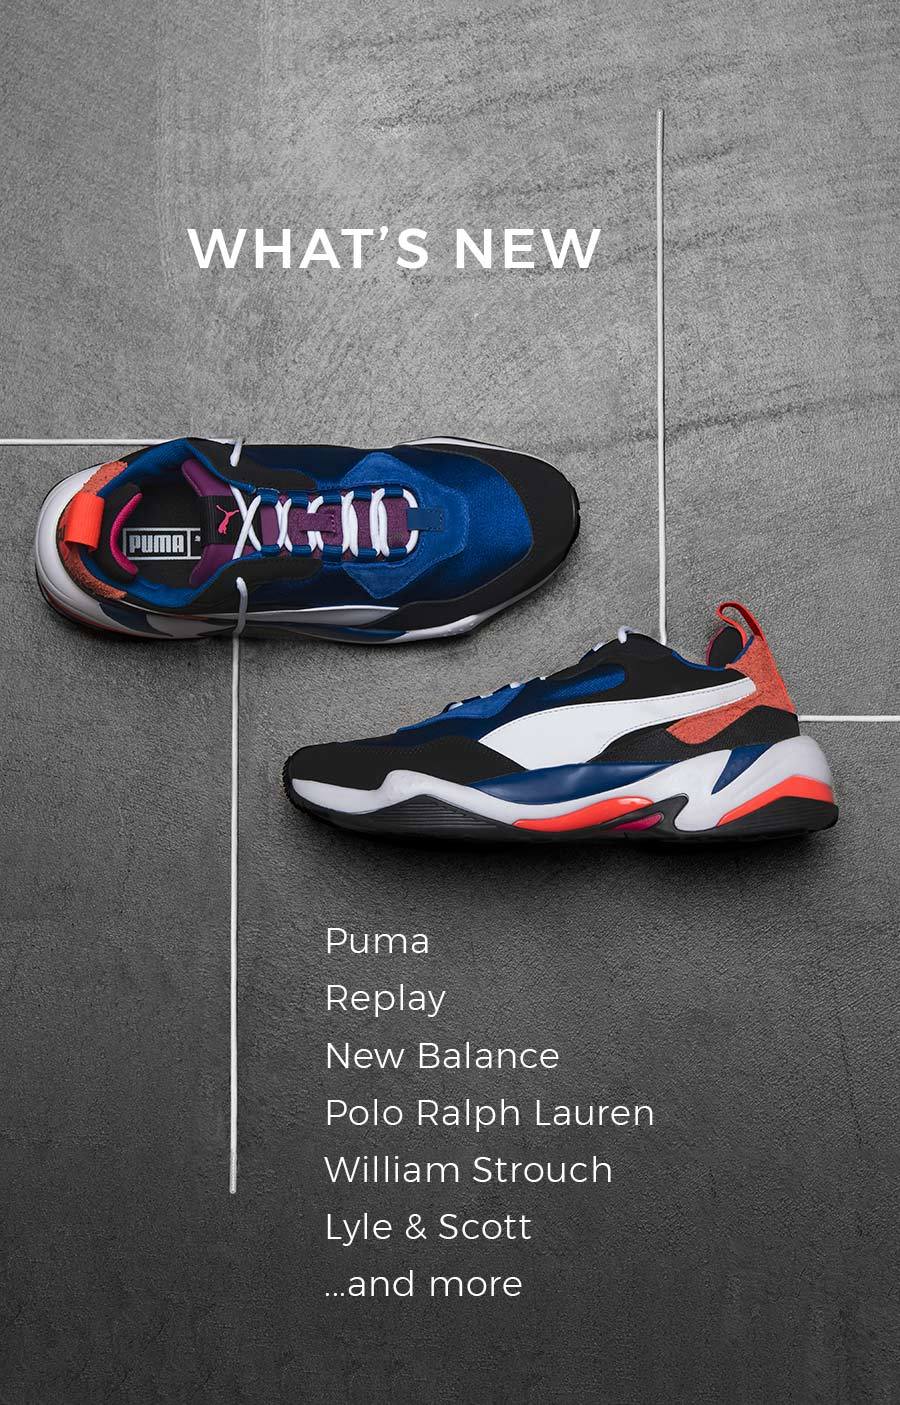 WHAT'S NEW
PUMA
Puma
Replay
New Balance
Polo Ralph Lauren
William Strouch
Lyle & Scott
...and more